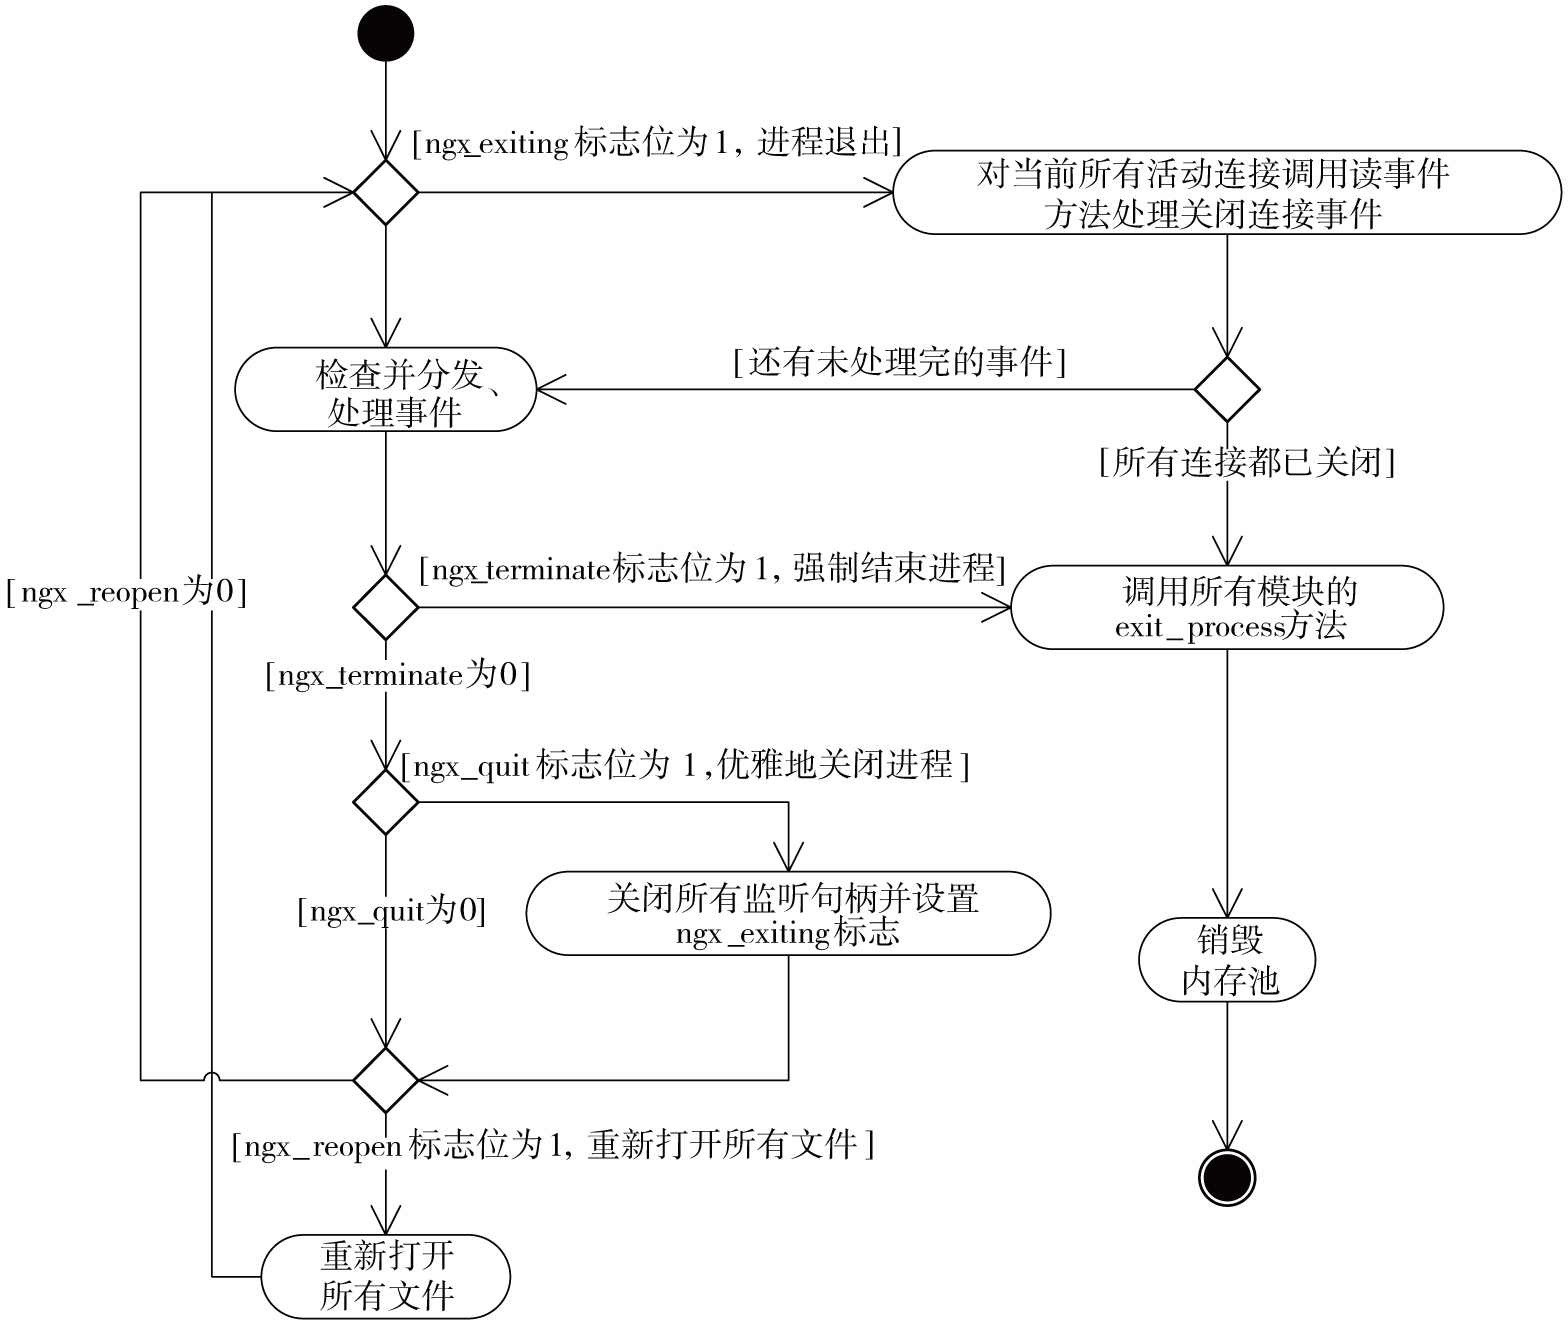 [ngx_exiting 标志位为1, 进程退出]
对当前所有活动连接调用读事件
方法处理关闭连接事件
[还有未处理完的事件]
检查并分发、
处理事件
[所有连接都已关闭]
[ngx_terminate标志位为1, 强制结束进程]
[ngx _reopen为0]
调用所有模块的
exit_process方法
[ngx_terminate为0]
[ngx_quit 标志位为 1 ,优雅地关闭进程]
关闭所有监听句柄并设置
ngx _exiting标志
[ngx_quit为0]
销毁
内存池
[ngx_reopen 标志位为1, 重新打开所有文件]
重新打开
所有文件